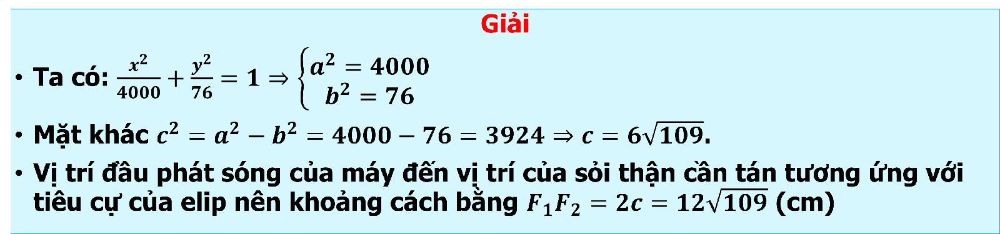 Giải
• Ta có: $\frac{x^2}{4000} + \frac{y^2}{76} = 1 \Rightarrow \begin{cases} a^2 = 4000 \\ b^2 = 76 \end{cases}$
• Mặt khác $c^2 = a^2 - b^2 = 4000 - 76 = 3924 \Rightarrow c = 6\sqrt{109}$.
• Vị trí đầu phát sóng của máy đến vị trí của sỏi thận cần tán tương ứng với
tiêu cự của elip nên khoảng cách bằng $F_1F_2 = 2c = 12\sqrt{109}$ (cm)